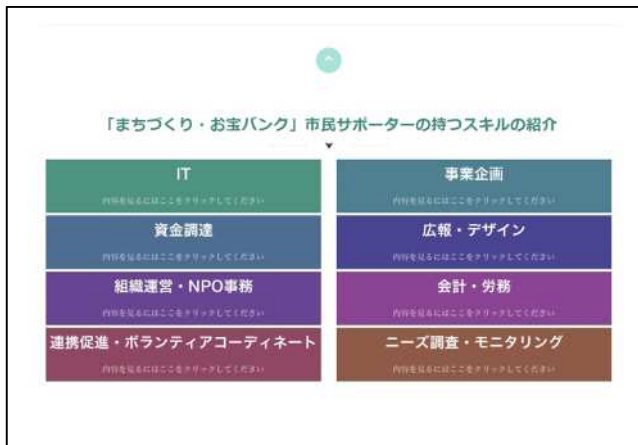 「まちづくり・お宝バンク」市民サポーターの持つスキルの紹介
IT
内容を見るにはここをクリックしてください
事業企画
内容を見るにはここをクリックしてください
資金調達
内容を見るにはここをクリックしてください
広報・デザイン
内容を見るにはここをクリックしてください
組織運営・NPO事務
内容を見るにはここをクリックしてください
会計・労務
内容を見るにはここをクリックしてください
連携促進・ボランティアコーディネート
内容を見るにはここをクリックしてください
ニーズ調査・モニタリング
内容を見るにはここをクリックしてください